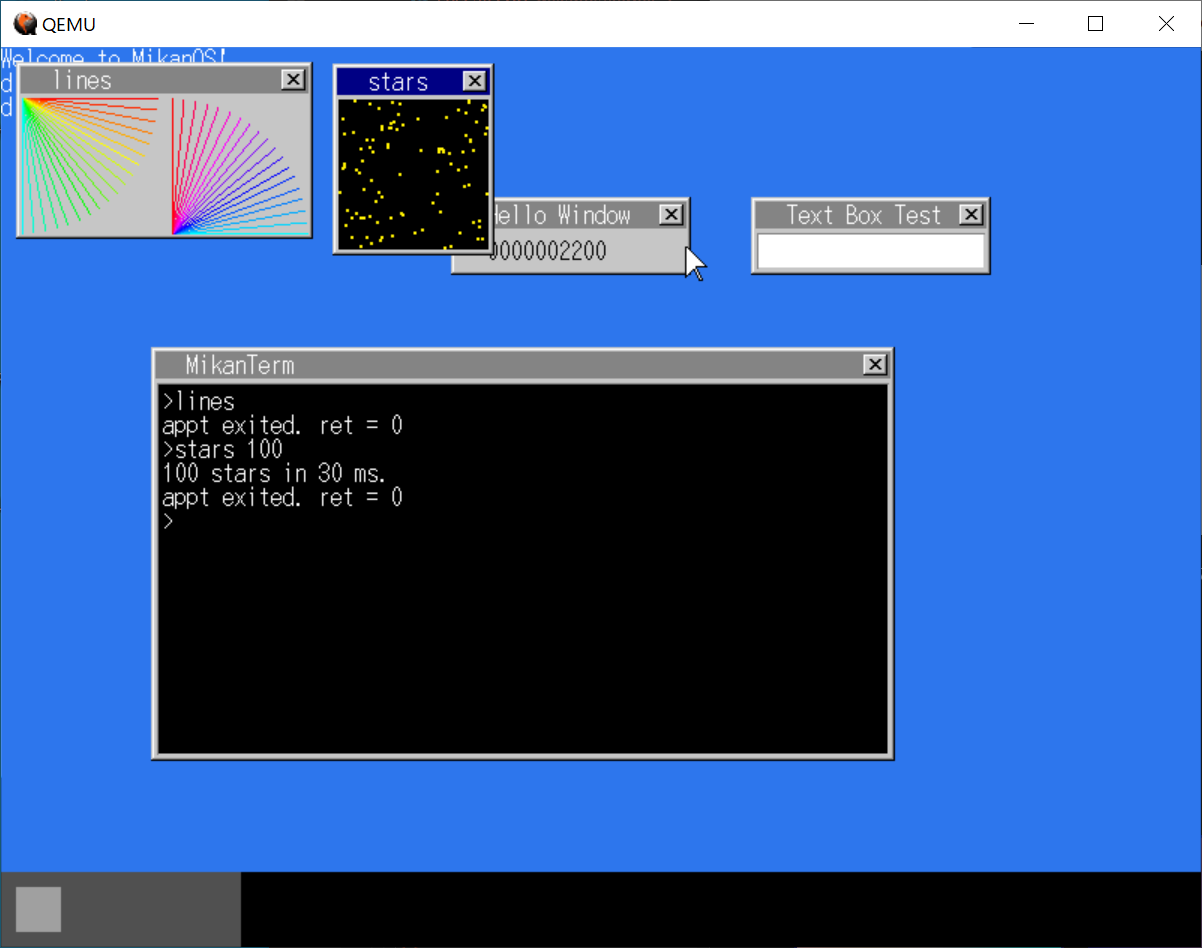 QEMU
Welcome to MikanOS!
d
d
lines
stars
Hello Window
0000002200
Text Box Test
MikanTerm
>lines
appt exited. ret = 0
>stars 100
100 stars in 30 ms.
appt exited. ret = 0
>